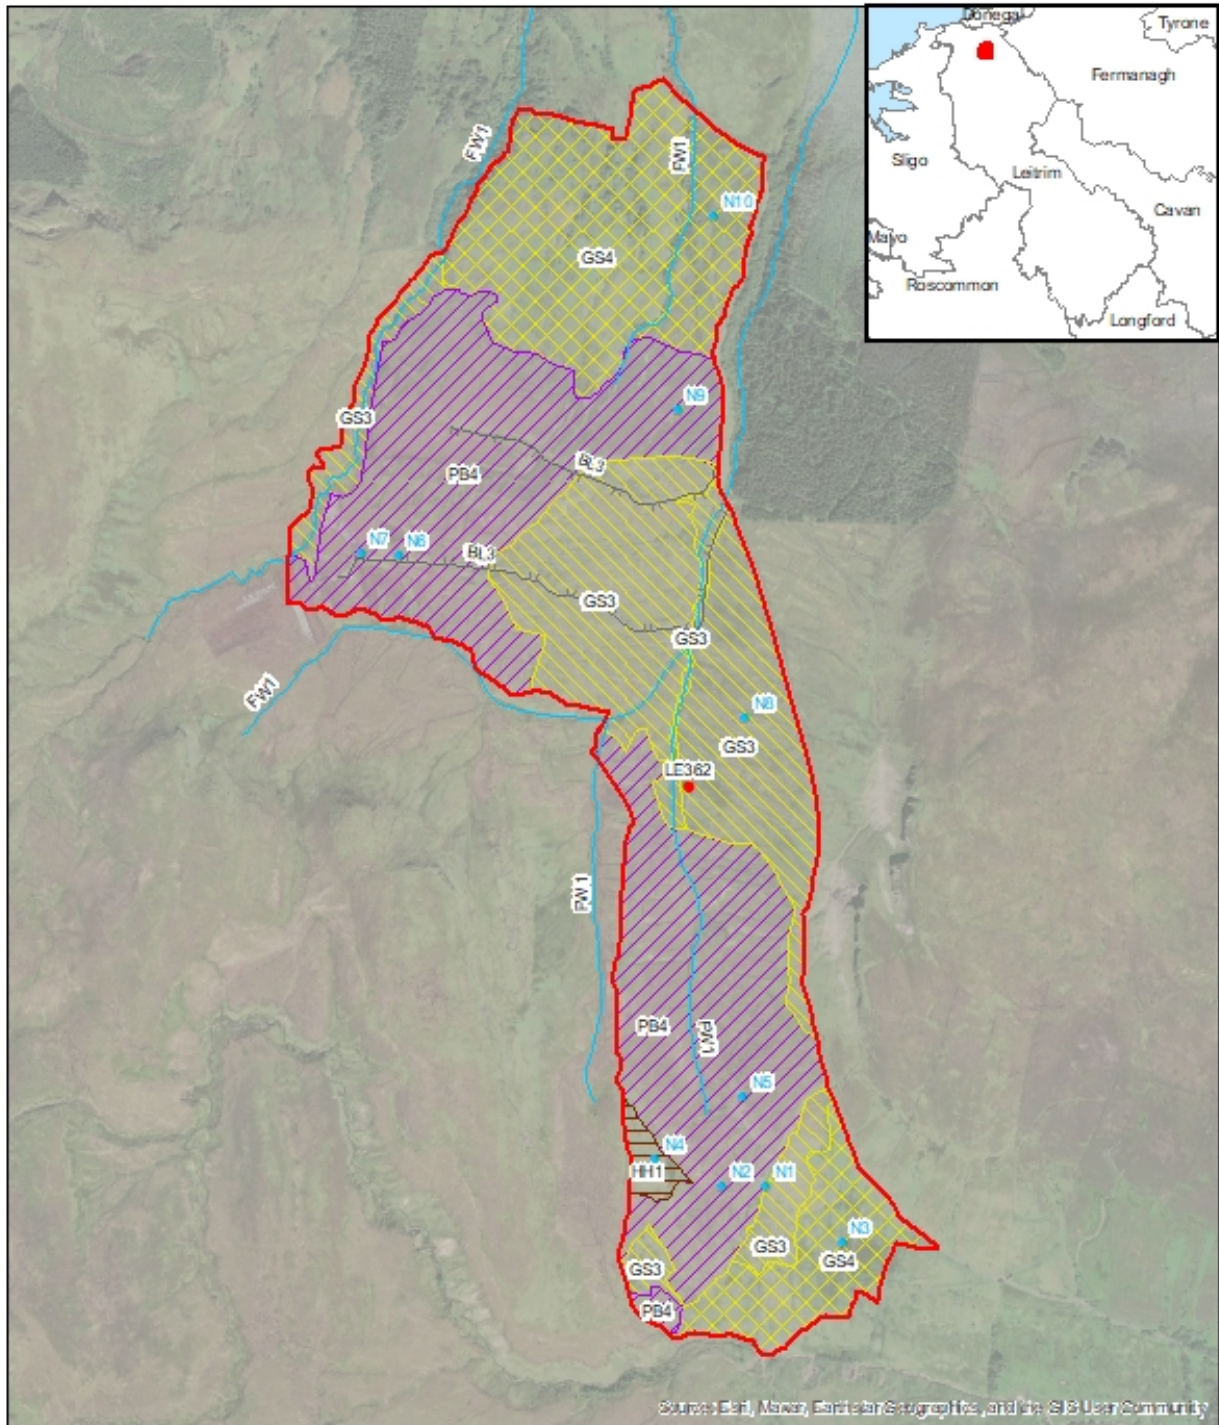 Donegal
Tyrone
Fermanagh
Sligo
Leitrim
Cavan
Mayo
Roscommon
Longford
FW1
FW1
N10
GS4
N9
GS3
BL3
PB4
N7
N6
BL3
GS3
GS3
FW1
N8
GS3
LE362
FW1
PB4
FW1
N5
N4
HH1
N2
N1
N3
GS3
GS4
GS3
PB4
Source: Esri, Maxar, Earthstar Geographics, and the GIS User Community